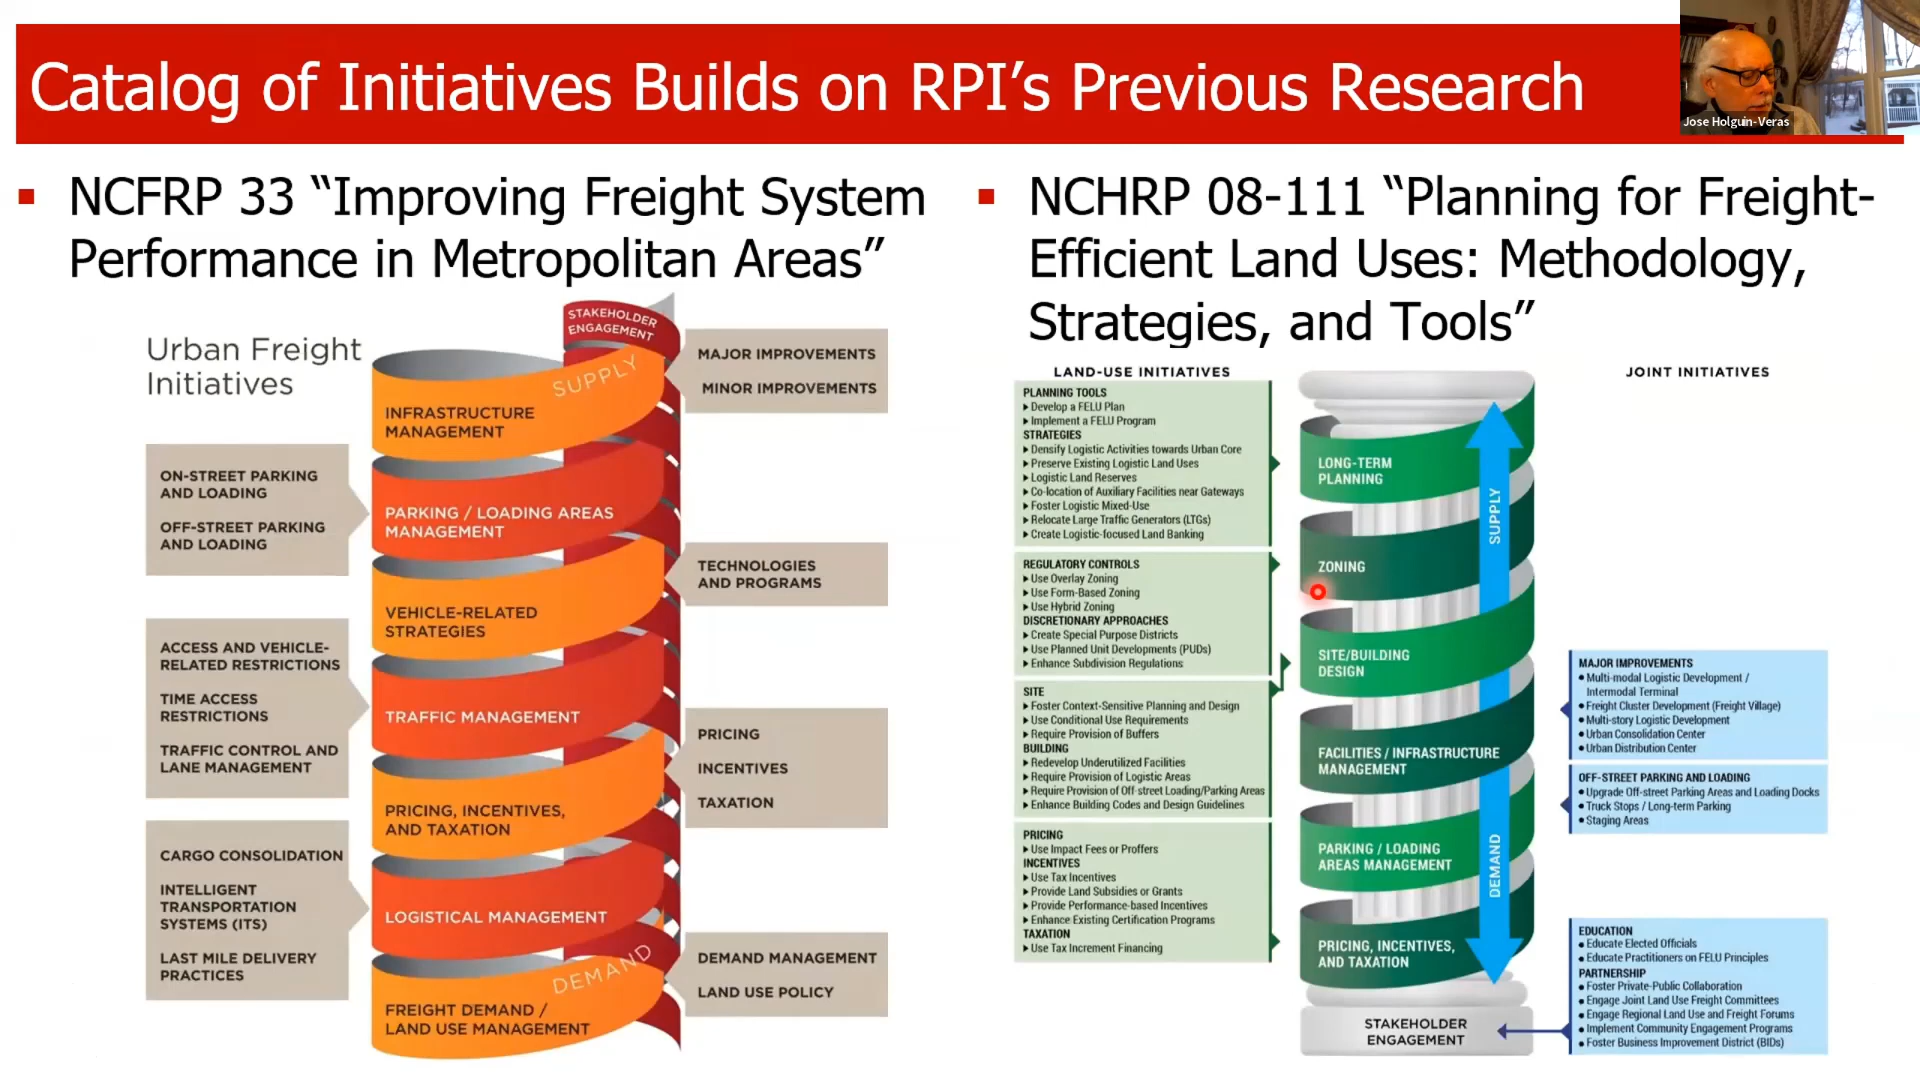 Catalog of Initiatives Builds on RPI's Previous Research
Jose Holguin-Veras
NCFRP 33 “Improving Freight System
Performance in Metropolitan Areas”
Urban Freight
Initiatives
STAKEHOLDER
ENGAGEMENT
SUPPLY
INFRASTRUCTURE
MANAGEMENT
MAJOR IMPROVEMENTS
MINOR IMPROVEMENTS
ON-STREET PARKING
AND LOADING
OFF-STREET PARKING
AND LOADING
PARKING / LOADING AREAS
MANAGEMENT
TECHNOLOGIES
AND PROGRAMS
VEHICLE-RELATED
STRATEGIES
ACCESS AND VEHICLE-
RELATED RESTRICTIONS
TIME ACCESS
RESTRICTIONS
TRAFFIC CONTROL AND
LANE MANAGEMENT
TRAFFIC MANAGEMENT
PRICING
INCENTIVES
TAXATION
PRICING, INCENTIVES,
AND TAXATION
CARGO CONSOLIDATION
INTELLIGENT
TRANSPORTATION
SYSTEMS (ITS)
LAST MILE DELIVERY
PRACTICES
LOGISTICAL MANAGEMENT
DEMAND
DEMAND MANAGEMENT
LAND USE POLICY
FREIGHT DEMAND /
LAND USE MANAGEMENT
NCHRP 08-111 “Planning for Freight-
Efficient Land Uses: Methodology,
Strategies, and Tools”
LAND-USE INITIATIVES
PLANNING TOOLS
Develop a FELU Plan
Implement a FELU Program
STRATEGIES
Densify Logistic Activities towards Urban Core
Preserve Existing Logistic Land Uses
Logistic Land Reserves
Co-location of Auxiliary Facilities near Gateways
Foster Logistic Mixed-Use
Relocate Large Traffic Generators (LTGs)
Create Logistic-focused Land Banking
REGULATORY CONTROLS
Use Overlay Zoning
Use Form-Based Zoning
Use Hybrid Zoning
DISCRETIONARY APPROACHES
Create Special Purpose Districts
Use Planned Unit Developments (PUDs)
Enhance Subdivision Regulations
SITE
Foster Context-Sensitive Planning and Design
Use Conditional Use Requirements
Require Provision of Buffers
BUILDING
Redevelop Underutilized Facilities
Require Provision of Logistic Areas
Require Provision of Off-street Loading/Parking Areas
Enhance Building Codes and Design Guidelines
PRICING
Use Impact Fees or Proffers
INCENTIVES
Use Tax Incentives
Provide Land Subsidies or Grants
Provide Performance-based Incentives
Enhance Existing Certification Programs
TAXATION
Use Tax Increment Financing
LONG-TERM
PLANNING
ZONING
SITE/BUILDING
DESIGN
FACILITIES / INFRASTRUCTURE
MANAGEMENT
PARKING / LOADING
AREAS MANAGEMENT
PRICING, INCENTIVES,
AND TAXATION
STAKEHOLDER
ENGAGEMENT
SUPPLY
DEMAND
JOINT INITIATIVES
MAJOR IMPROVEMENTS
Multi-modal Logistic Development /
Intermodal Terminal
Freight Cluster Development (Freight Village)
Multi-story Logistic Development
Urban Consolidation Center
Urban Distribution Center
OFF-STREET PARKING AND LOADING
Upgrade Off-street Parking Areas and Loading Docks
Truck Stops / Long-term Parking
Staging Areas
EDUCATION
Educate Elected Officials
Educate Practitioners on FELU Principles
PARTNERSHIP
Foster Private-Public Collaboration
Engage Joint Land Use Freight Committees
Engage Regional Land Use and Freight Forums
Implement Community Engagement Programs
Foster Business Improvement District (BIDs)